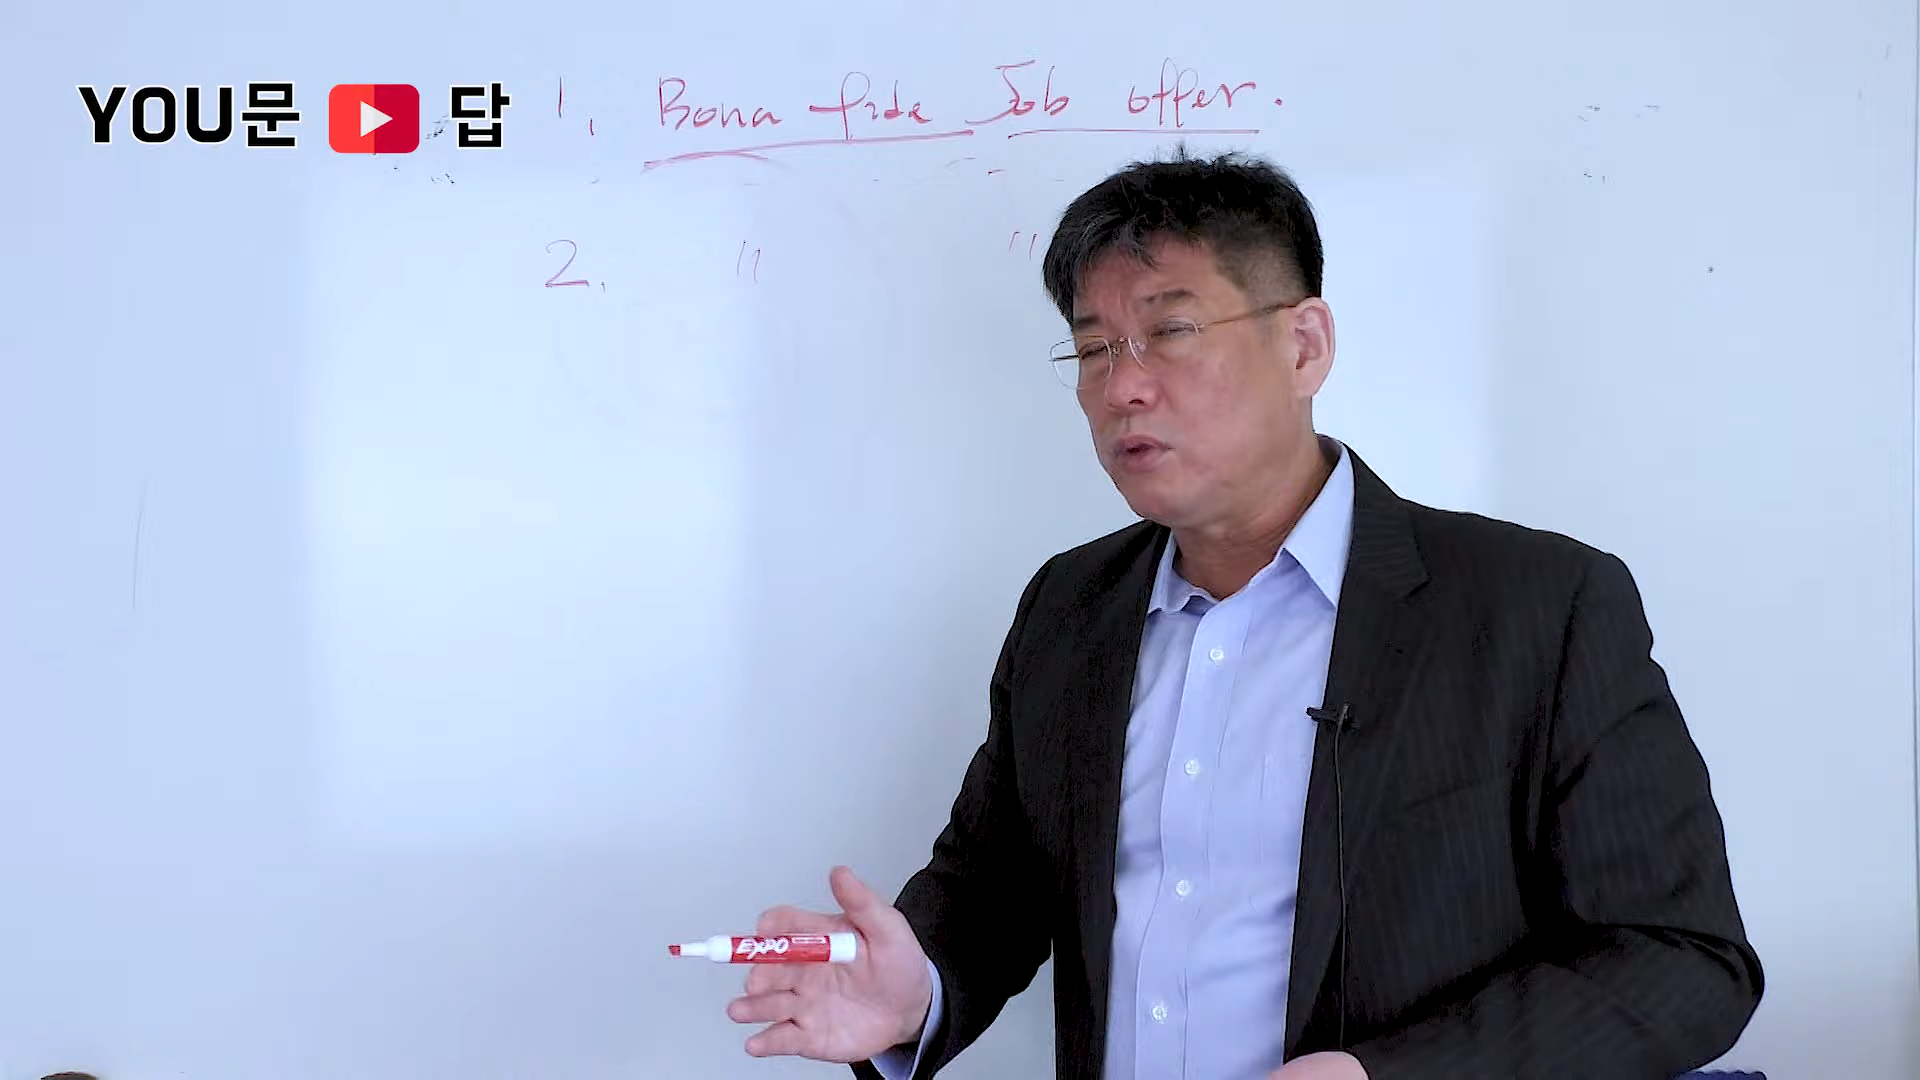 YOU문답
1. Bona fide Job offer.
2. " "
EXPO